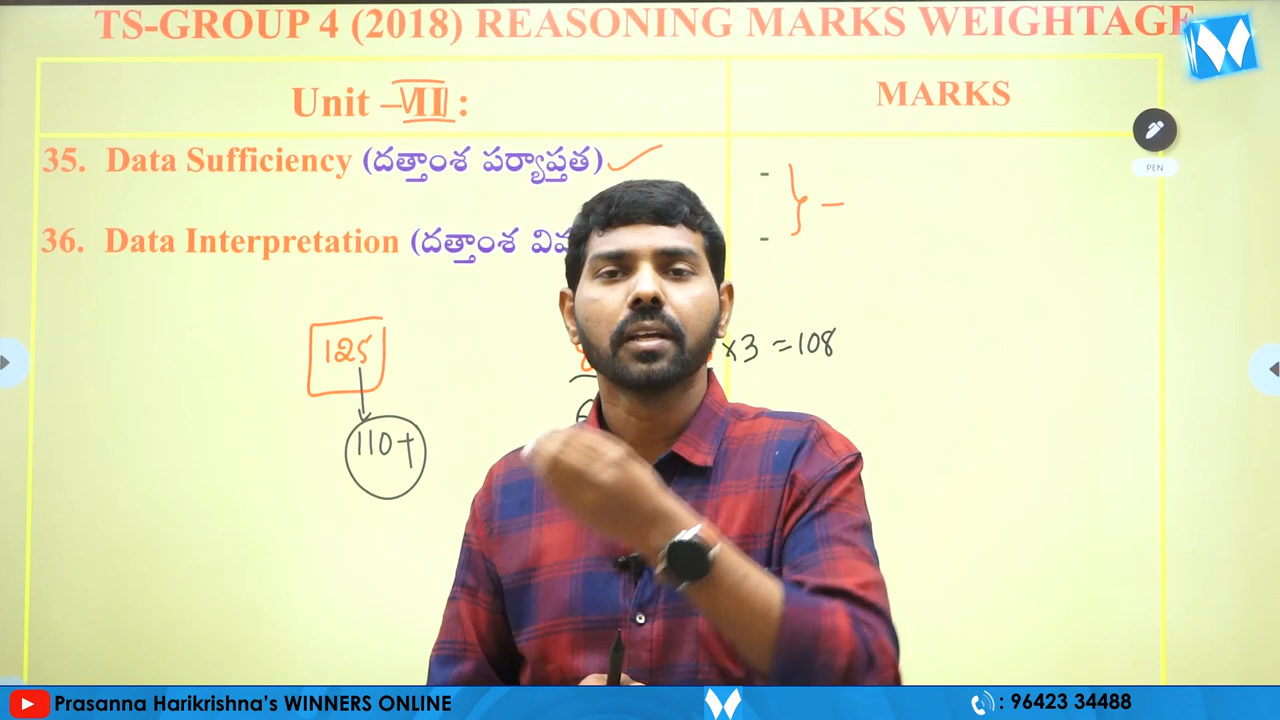 TS-GROUP 4 (2018) REASONING MARKS WEIGHTAGE
Unit –VII :
MARKS
35. Data Sufficiency (దత్తాంశ పర్యాప్తత)
-
36. Data Interpretation (దత్తాంశ
-
125
×3 =108
110+
PEN
Prasanna Harikrishna's WINNERS ONLINE
: 96423 34488